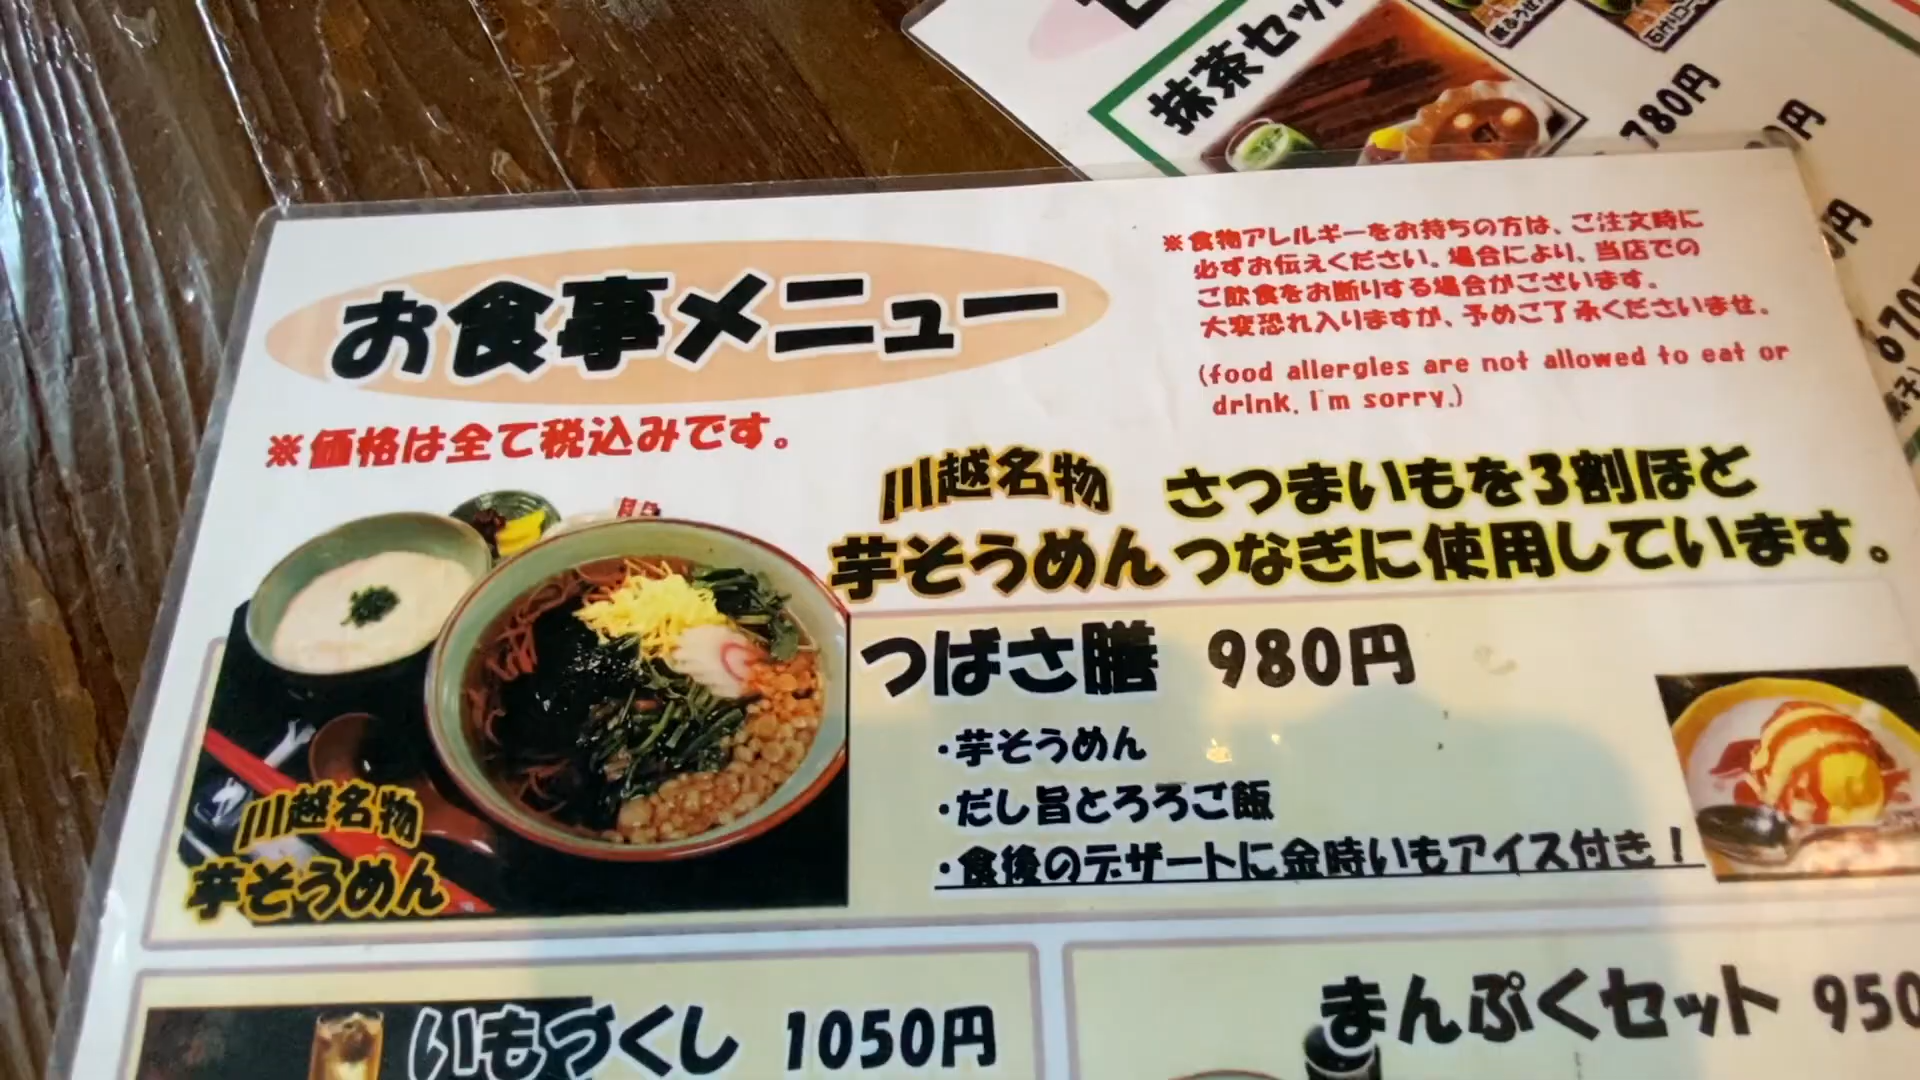 抹茶セット
780円
お食事メニュー
※食物アレルギーをお持ちの方は、ご注文時に
必ずお伝えください。場合により、当店での
ご飲食をお断りする場合がございます。
大変恐れ入りますが、予めご了承くださいませ。
(food allergies are not allowed to eat or
drink. i'm sorry.)
※価格は全て税込みです。
川越名物
芋そうめん
さつまいもを3割ほど
つなぎに使用しています。
つばさ膳 980円
・芋そうめん
・だし旨とろろご飯
・食後のデザートに金時いもアイス付き！
川越名物
芋そうめん
いもづくし 1050円
まんぷくセット 950